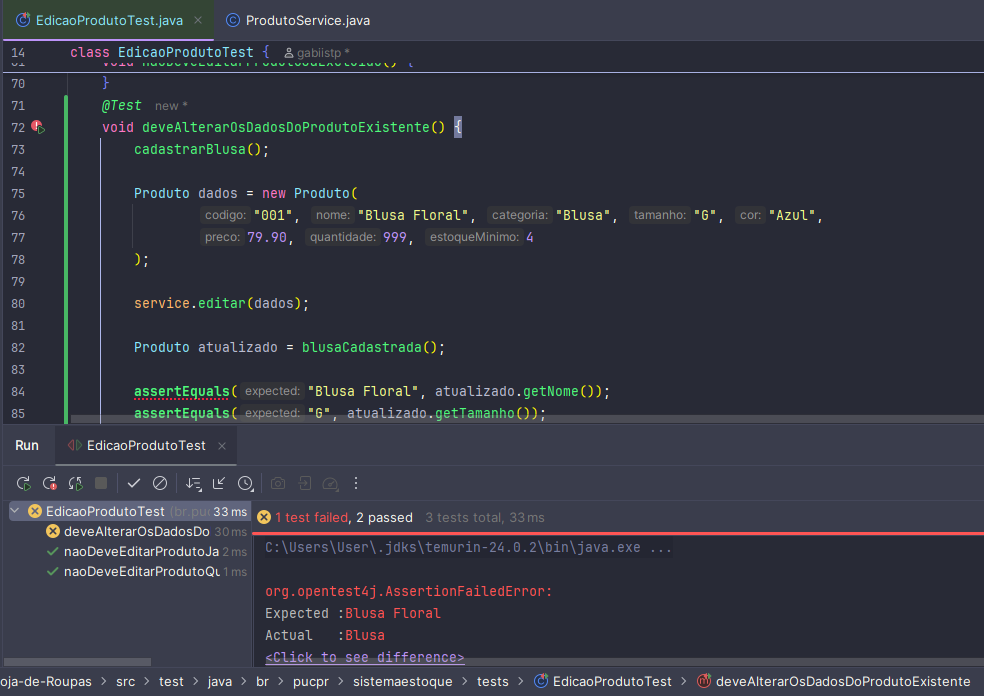 EdicaoProdutoTest.java × ProdutoService.java
14 class EdicaoProdutoTest { gabiistp *
70 }
71 @Test new *
72 void deveAlterarOsDadosDoProdutoExistente() {
73 cadastrarBlusa();
74
75 Produto dados = new Produto(
76 codigo: "001", nome: "Blusa Floral", categoria: "Blusa", tamanho: "G", cor: "Azul",
77 preco: 79.90, quantidade: 999, estoqueMinimo: 4
78 );
79
80 service.editar(dados);
81
82 Produto atualizado = blusaCadastrada();
83
84 assertEquals( expected: "Blusa Floral", atualizado.getNome());
85 assertEquals( expected: "G", atualizado.getTamanho());
Run EdicaoProdutoTest ×
EdicaoProdutoTest (br.puc 33 ms
deveAlterarOsDadosDo 30 ms
naoDeveEditarProdutoJa 2 ms
naoDeveEditarProdutoQu 1 ms
1 test failed, 2 passed 3 tests total, 33 ms
C:\Users\User\.jdks\temurin-24.0.2\bin\java.exe ...
org.opentest4j.AssertionFailedError:
Expected :Blusa Floral
Actual :Blusa
<Click to see difference>
oja-de-Roupas > src > test > java > br > pucpr > sistemaestoque > tests > EdicaoProdutoTest > deveAlterarOsDadosDoProdutoExistente